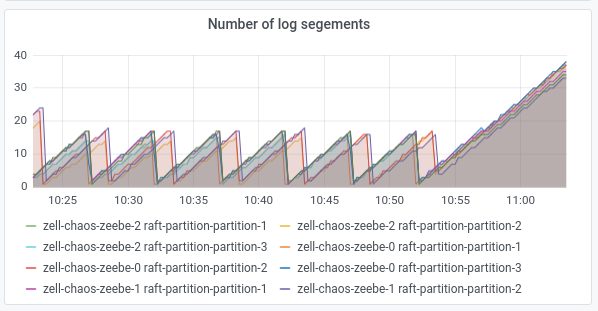 Number of log segements
40
30
20
10
0
10:25 10:30 10:35 10:40 10:45 10:50 10:55 11:00
zell-chaos-zeebe-2 raft-partition-partition-1 zell-chaos-zeebe-2 raft-partition-partition-2
zell-chaos-zeebe-2 raft-partition-partition-3 zell-chaos-zeebe-0 raft-partition-partition-1
zell-chaos-zeebe-0 raft-partition-partition-2 zell-chaos-zeebe-0 raft-partition-partition-3
zell-chaos-zeebe-1 raft-partition-partition-1 zell-chaos-zeebe-1 raft-partition-partition-2